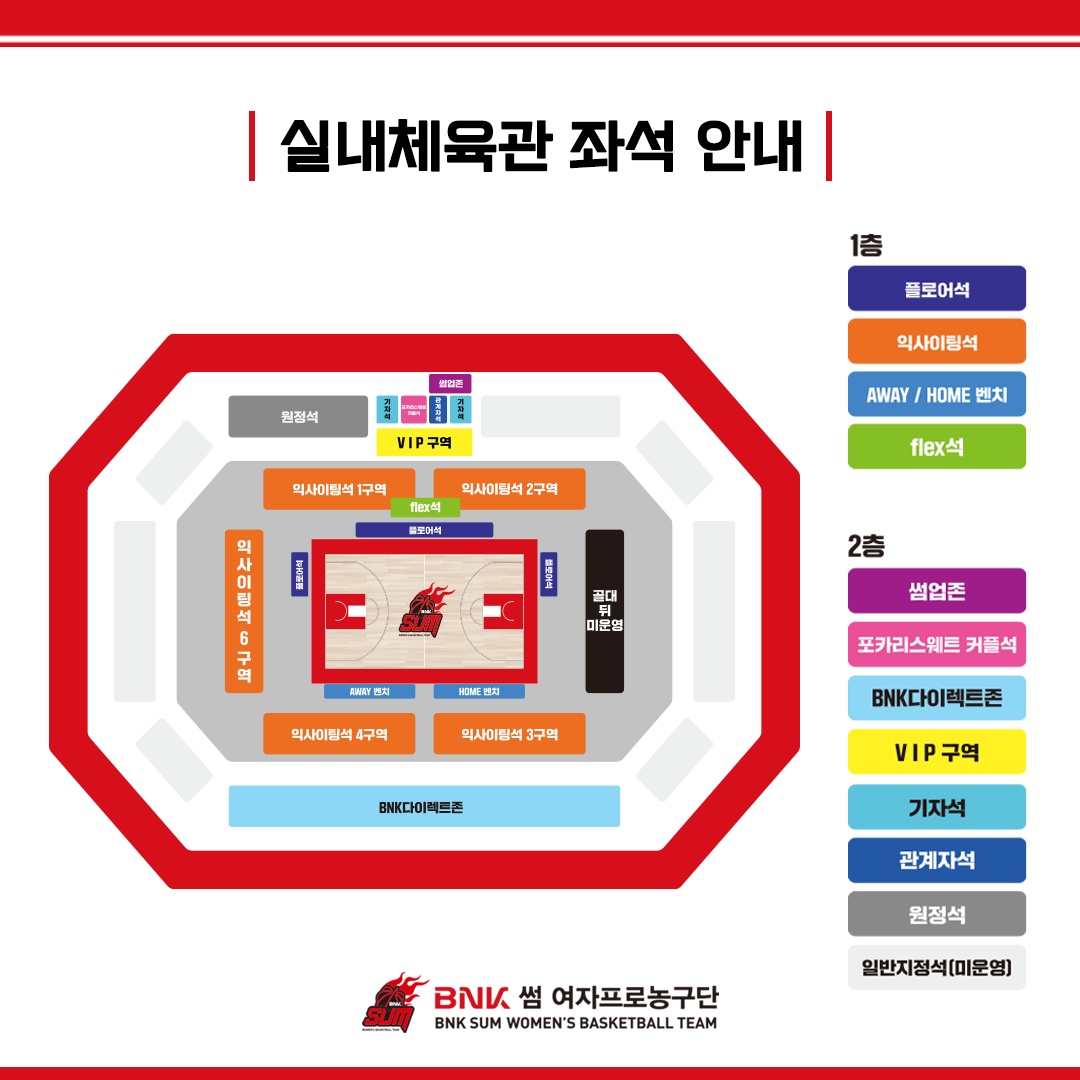 실내체육관 좌석 안내
1층
플로어석
익사이팅석
AWAY / HOME 벤치
flex석
2층
썸업존
포카리스웨트 커플석
BNK다이렉트존
VIP 구역
기자석
관계자석
원정석
일반지정석(미운영)
썸업존
원정석
기자석
포카리스웨트
커플석
관계자석
기자석
VIP 구역
익사이팅석 1구역
익사이팅석 2구역
flex석
플로어석
익사이팅석 6구역
플로어석
플로어석
골대
뒤
미운영
BNK
SUM
WOMEN'S BASKETBALL TEAM
AWAY 벤치
HOME 벤치
익사이팅석 4구역
익사이팅석 3구역
BNK다이렉트존
BNK
SUM
WOMEN'S BASKETBALL TEAM
BNK 썸 여자프로농구단
BNK SUM WOMEN'S BASKETBALL TEAM